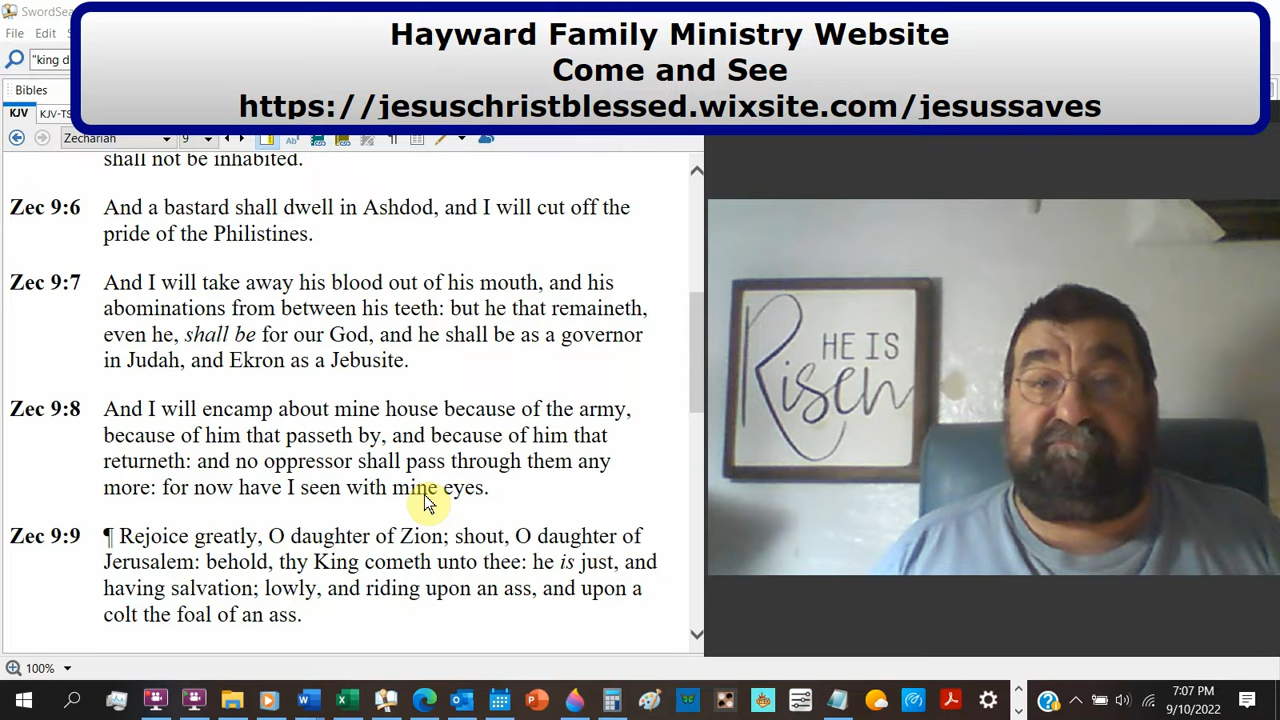 SwordSea
Hayward Family Ministry Website
Come and See
https://jesuschristblessed.wixsite.com/jesussaves
File Edit
"king d
Bibles
KJV KJV-TS
Zechariah 9
shall not be inhabited.
Zec 9:6 And a bastard shall dwell in Ashdod, and I will cut off the
pride of the Philistines.
Zec 9:7 And I will take away his blood out of his mouth, and his
abominations from between his teeth: but he that remaineth,
even he, shall be for our God, and he shall be as a governor
in Judah, and Ekron as a Jebusite.
Zec 9:8 And I will encamp about mine house because of the army,
because of him that passeth by, and because of him that
returneth: and no oppressor shall pass through them any
more: for now have I seen with mine eyes.
Zec 9:9 ¶ Rejoice greatly, O daughter of Zion; shout, O daughter of
Jerusalem: behold, thy King cometh unto thee: he is just, and
having salvation; lowly, and riding upon an ass, and upon a
colt the foal of an ass.
HE IS
Risen
100%
7:07 PM
9/10/2022